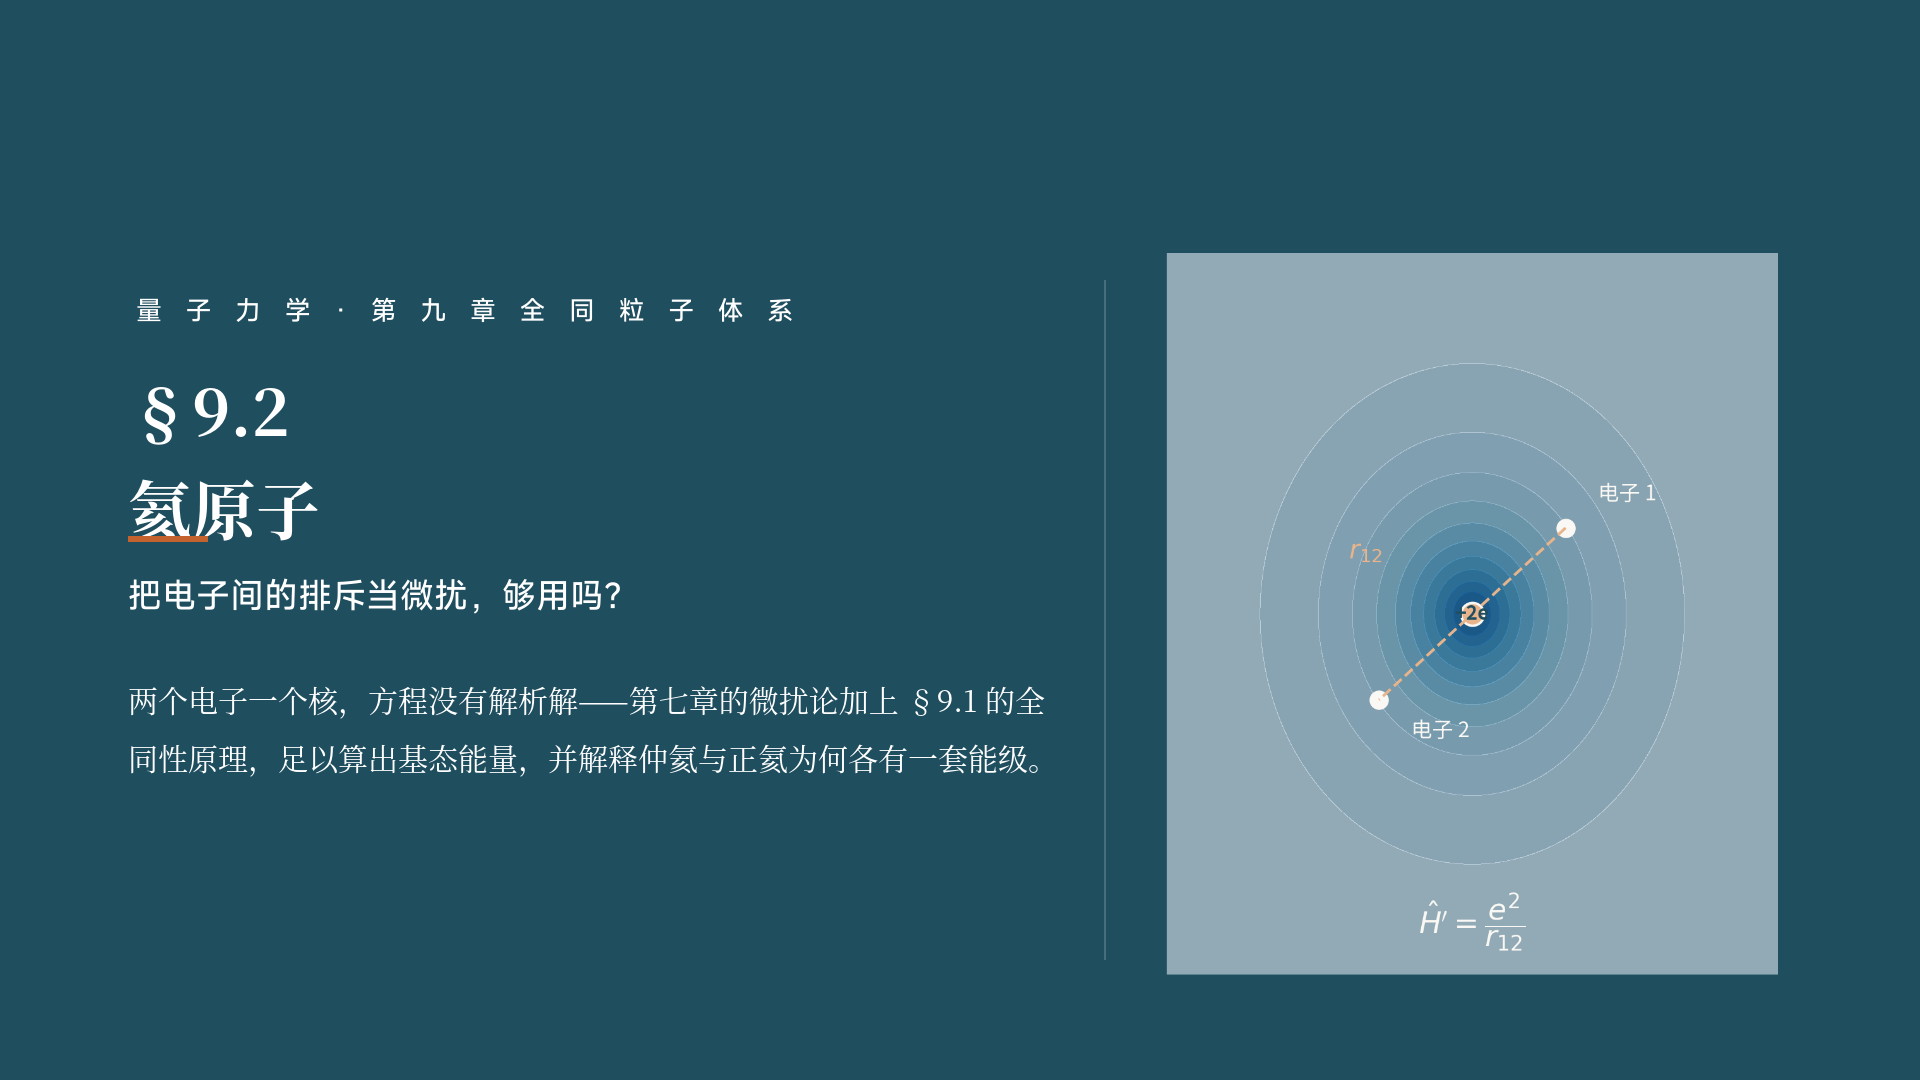 量子力学·第九章全同粒子体系
§9.2
氦原子
把电子间的排斥当微扰，够用吗？
两个电子一个核，方程没有解析解——第七章的微扰论加上 §9.1 的全
同性原理，足以算出基态能量，并解释仲氦与正氦为何各有一套能级。
电子 1
r₁₂
电子 2
Ĥ′ = e²/r₁₂